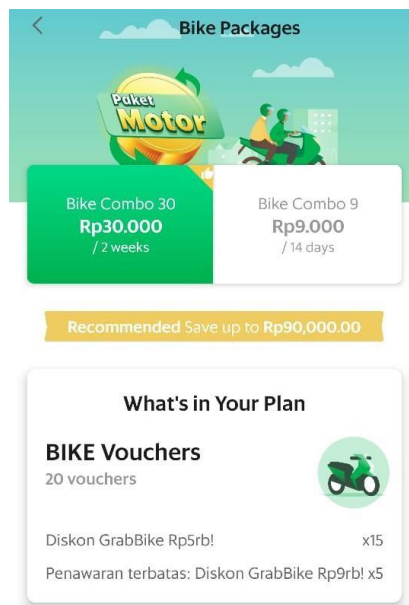 Bike Packages
Paket
Motor
Bike Combo 30
Rp30.000
/ 2 weeks
Bike Combo 9
Rp9.000
/ 14 days
Recommended Save up to Rp90,000.00
What's in Your Plan
BIKE Vouchers
20 vouchers
Diskon GrabBike Rp5rb! x15
Penawaran terbatas: Diskon GrabBike Rp9rb! x5